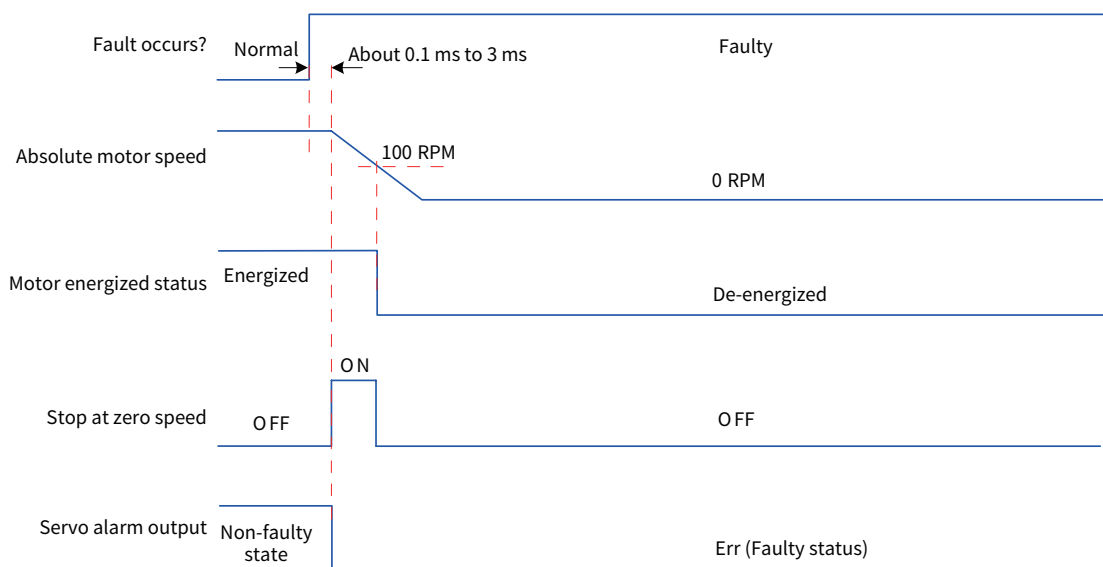 Fault occurs?
Normal
About 0.1 ms to 3 ms
Faulty
Absolute motor speed
100 RPM
0 RPM
Motor energized status
Energized
De-energized
ON
Stop at zero speed
OFF
OFF
Servo alarm output
Non-faulty
state
Err (Faulty status)